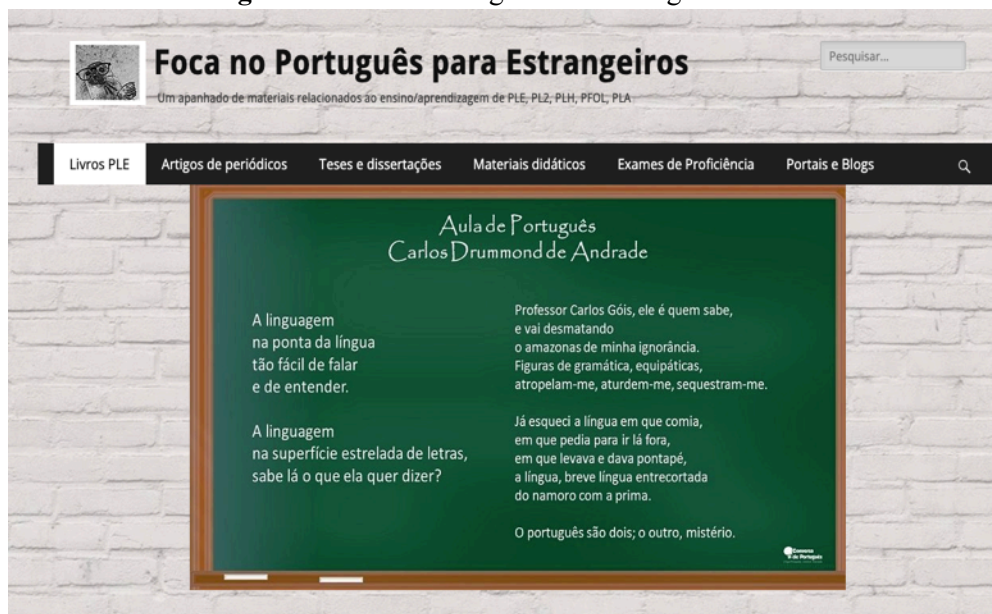 Foca no Português para Estrangeiros
Um apanhado de materiais relacionados ao ensino/aprendizagem de PLE, PL2, PLH, PFOL, PLA
Pesquisar...
Livros PLE Artigos de periódicos Teses e dissertações Materiais didáticos Exames de Proficiência Portais e Blogs
Aula de Português
Carlos Drummond de Andrade
A linguagem
na ponta da língua
tão fácil de falar
e de entender.
A linguagem
na superfície estrelada de letras,
sabe lá o que ela quer dizer?
Professor Carlos Góis, ele é quem sabe,
e vai desmatando
o amazonas de minha ignorância.
Figuras de gramática, equipáticas,
atropelam-me, aturdem-me, sequestram-me.
Já esqueci a língua em que comia,
em que pedia para ir lá fora,
em que levava e dava pontapé,
a língua, breve língua entrecortada
do namoro com a prima.
O português são dois; o outro, mistério.